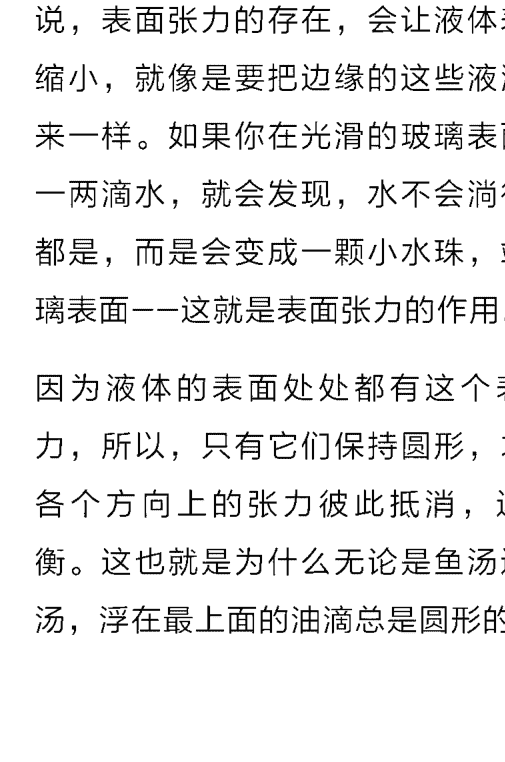 说，表面张力的存在，会让液体
缩小，就像是要把边缘的这些液
来一样。如果你在光滑的玻璃表
一两滴水，就会发现，水不会淌
都是，而是会变成一颗小水珠，
璃表面——这就是表面张力的作用
因为液体的表面处处都有这个
力，所以，只有它们保持圆形，
各个方向上的张力彼此抵消，
衡。这也就是为什么无论是鱼汤
汤，浮在最上面的油滴总是圆形的